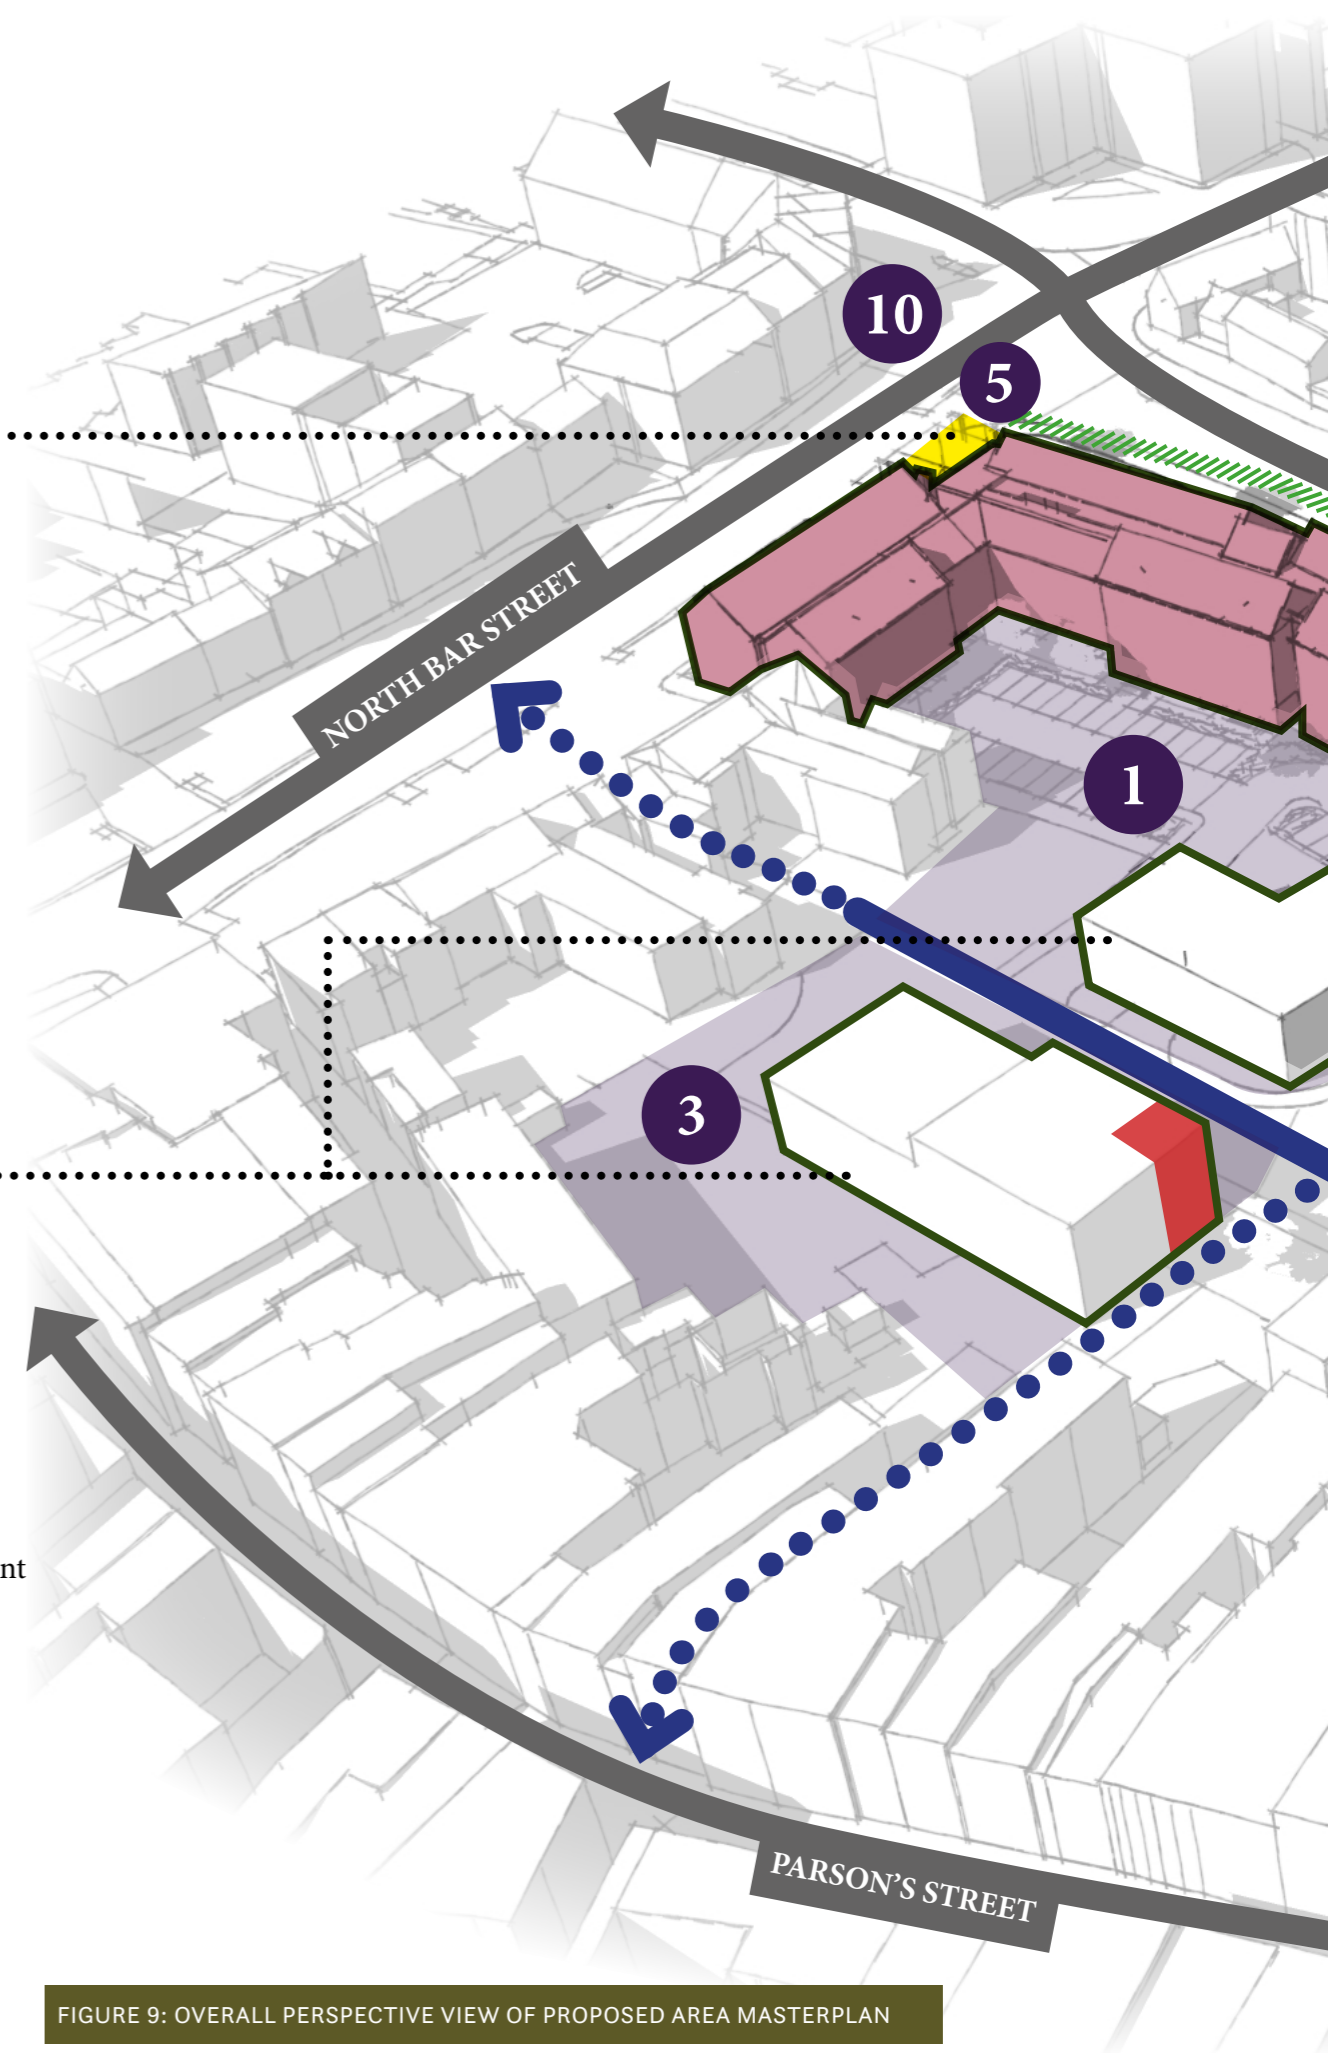 10
5
NORTH BAR STREET
1
3
nt
PARSON’S STREET
FIGURE 9: OVERALL PERSPECTIVE VIEW OF PROPOSED AREA MASTERPLAN